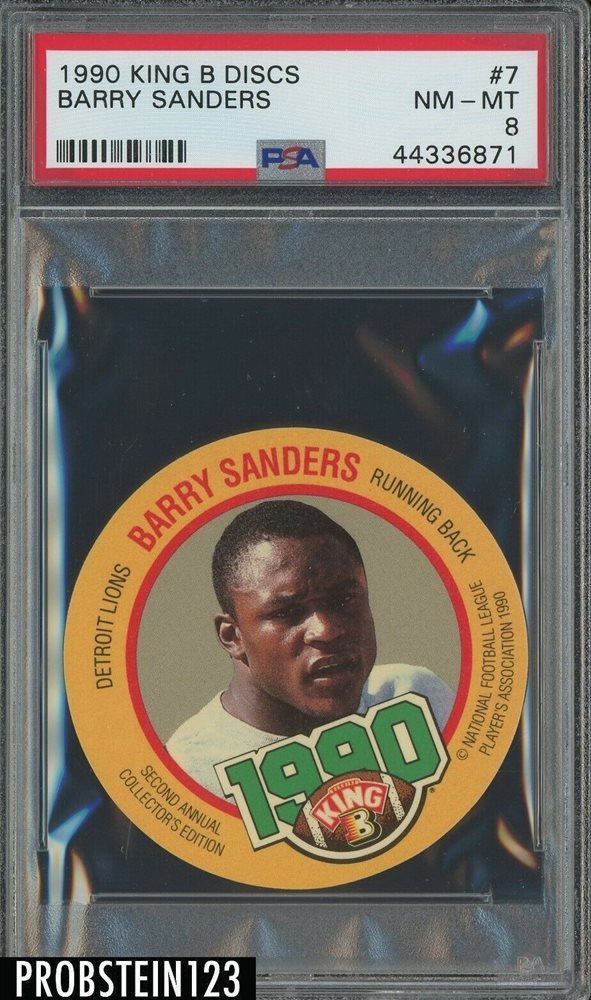 1990 KING B DISCS #7
BARRY SANDERS NM - MT
8
PSA 44336871
BARRY SANDERS
RUNNING BACK
DETROIT LIONS
© NATIONAL FOOTBALL LEAGUE
PLAYER'S ASSOCIATION 1990
1990
KING
B
SECOND ANNUAL
COLLECTOR'S EDITION
PROBSTEIN123